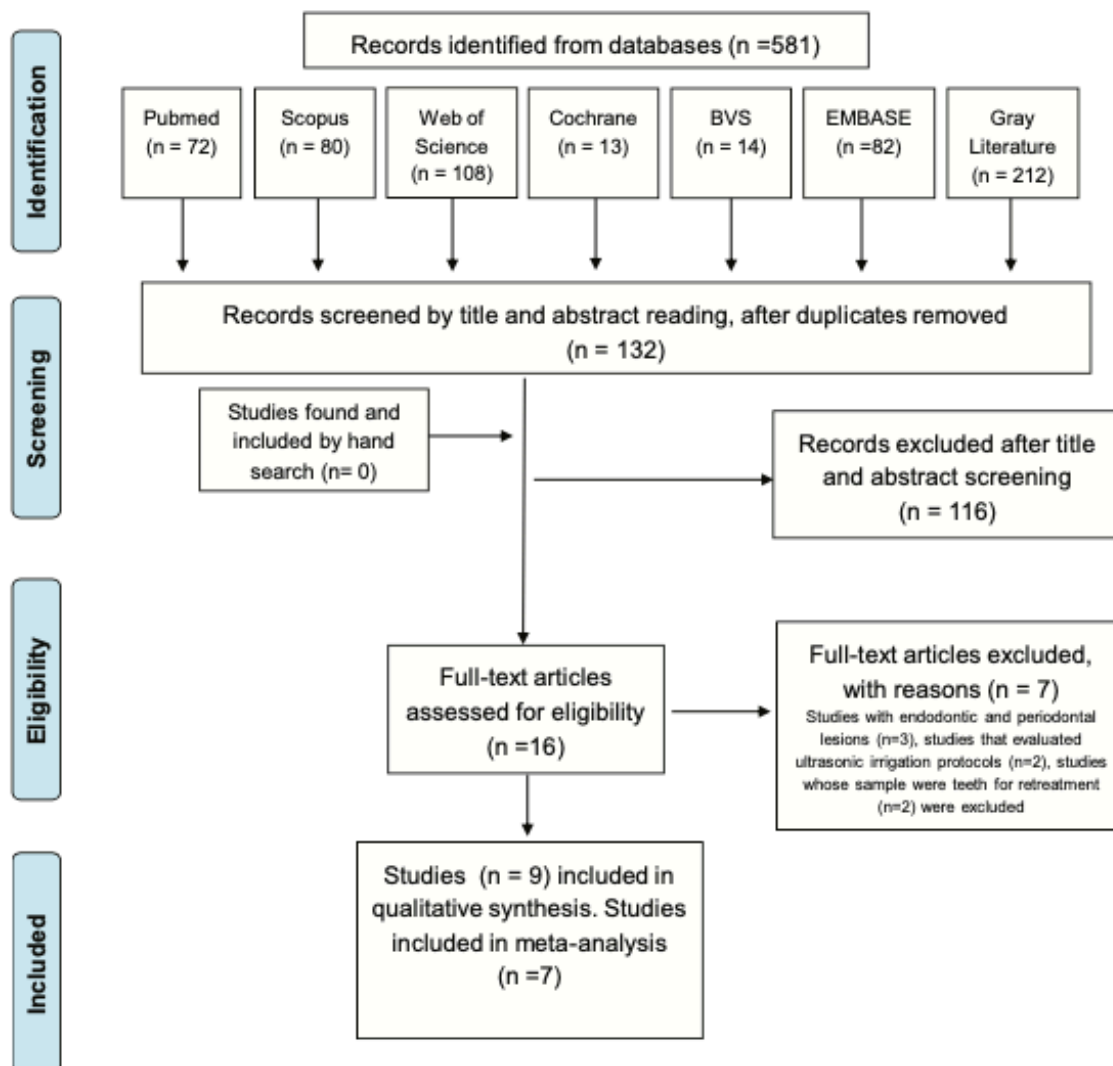 Identification
Records identified from databases (n =581)
Pubmed
(n = 72)
Scopus
(n = 80)
Web of
Science
(n = 108)
Cochrane
(n = 13)
BVS
(n = 14)
EMBASE
(n =82)
Gray
Literature
(n = 212)
Screening
Records screened by title and abstract reading, after duplicates removed
(n = 132)
Studies found and
included by hand
search (n= 0)
Records excluded after title
and abstract screening
(n = 116)
Eligibility
Full-text articles
assessed for eligibility
(n =16)
Full-text articles excluded,
with reasons (n = 7)
Studies with endodontic and periodontal
lesions (n=3), studies that evaluated
ultrasonic irrigation protocols (n=2), studies
whose sample were teeth for retreatment
(n=2) were excluded
Included
Studies (n = 9) included in
qualitative synthesis. Studies
included in meta-analysis
(n =7)